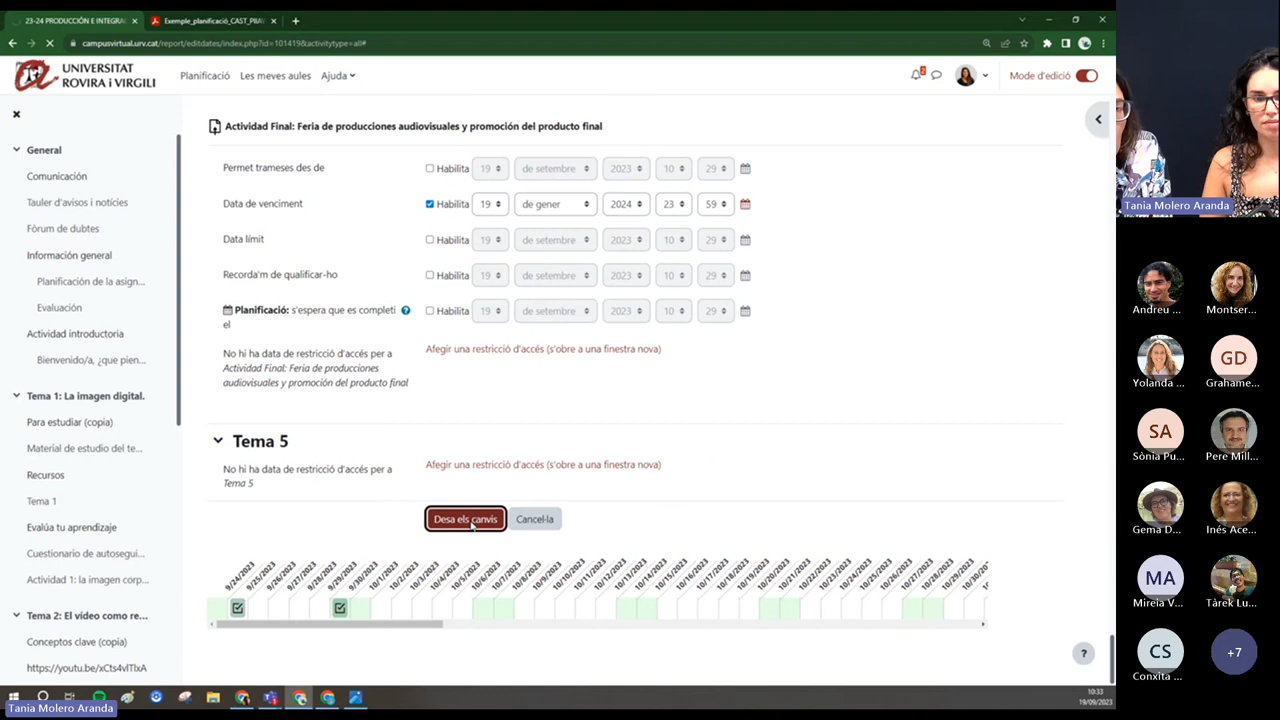 23-24 PRODUCCIÓN E INTEGRA
Exemple_planificació_CAST_PRAV
campusvirtual.urv.cat/report/editdates/index.php?id=101419&activitytype=all#
UNIVERSITAT
ROVIRA i VIRGILI
Planificació
Les meves aules
Ajuda
Mode d'edició
General
Comunicación
Tauler d'avisos i notícies
Fòrum de dubtes
Información general
Planificación de la asign...
Evaluación
Actividad introductoria
Bienvenido/a, ¿que pien...
Tema 1: La imagen digital.
Para estudiar (copia)
Material de estudio del te...
Recursos
Tema 1
Evalúa tu aprendizaje
Cuestionario de autosegui...
Actividad 1: la imagen corp...
Tema 2: El vídeo como re...
Conceptos clave (copia)
https://youtu.be/xCts4vlTlxA
Actividad Final: Feria de producciones audiovisuales y promoción del producto final
Permet trameses des de
Habilita 19 de setembre 2023 10 29
Data de venciment
Habilita 19 de gener 2024 23 59
Data límit
Habilita 19 de setembre 2023 10 29
Recorda'm de qualificar-ho
Habilita 19 de setembre 2023 10 29
Planificació: s'espera que es completi
el
Habilita 19 de setembre 2023 10 29
No hi ha data de restricció d'accés per a
Actividad Final: Feria de producciones
audiovisuales y promoción del producto final
Afegir una restricció d'accés (s'obre a una finestra nova)
Tema 5
No hi ha data de restricció d'accés per a
Tema 5
Afegir una restricció d'accés (s'obre a una finestra nova)
Desa els canvis
Cancel·la
9/24/2023
9/25/2023
9/26/2023
9/27/2023
9/28/2023
9/29/2023
9/30/2023
10/1/2023
10/2/2023
10/3/2023
10/4/2023
10/5/2023
10/6/2023
10/7/2023
10/8/2023
10/9/2023
10/10/2023
10/11/2023
10/12/2023
10/13/2023
10/14/2023
10/15/2023
10/16/2023
10/17/2023
10/18/2023
10/19/2023
10/20/2023
10/21/2023
10/22/2023
10/23/2023
10/24/2023
10/25/2023
10/26/2023
10/27/2023
10/28/2023
10/29/2023
?
10:33
19/09/2023
Tania Molero Aranda
Tania Molero Aranda
Andreu ...
Montser...
Yolanda ...
GD
Grahame...
SA
Sònia Pu...
Pere Mill...
Gema D...
Inés Ace...
MA
Mireia V...
Tàrek Lu...
CS
Conxita ...
+7